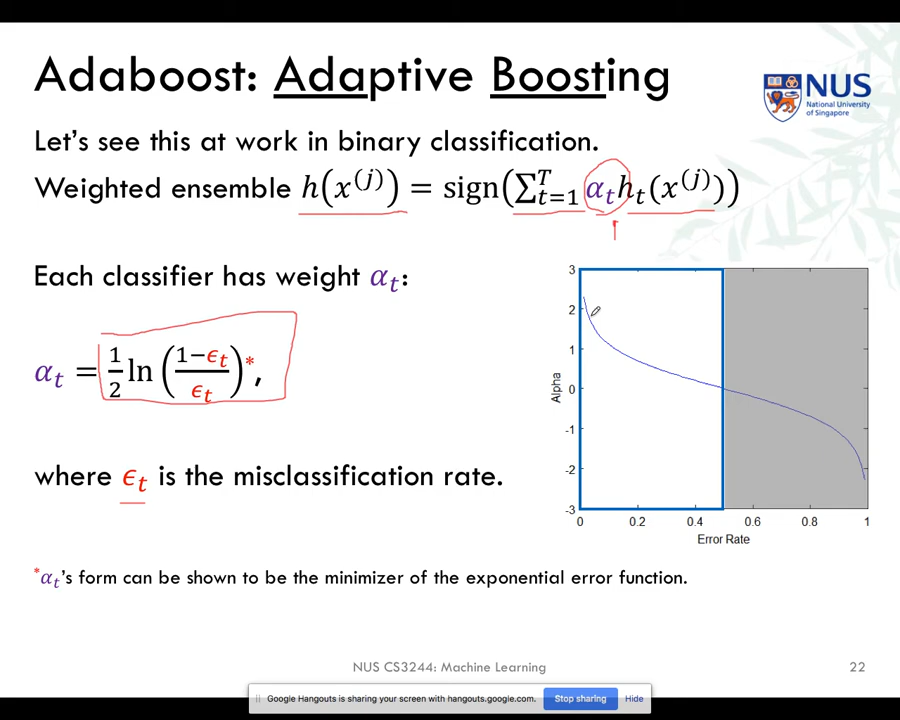 Adaboost: Adaptive Boosting
NUS
National University
of Singapore
Let's see this at work in binary classification.
Weighted ensemble h(x^(j)) = sign(∑_{t=1}^T α_t h_t(x^(j)))
Each classifier has weight α_t:
α_t = 1/2 ln((1−ϵ_t)/ϵ_t)*,
where ϵ_t is the misclassification rate.
3
2
1
0
-1
-2
-3
Alpha
0 0.2 0.4 0.6 0.8 1
Error Rate
*α_t's form can be shown to be the minimizer of the exponential error function.
NUS CS3244: Machine Learning
22
Google Hangouts is sharing your screen with hangouts.google.com. Stop sharing Hide